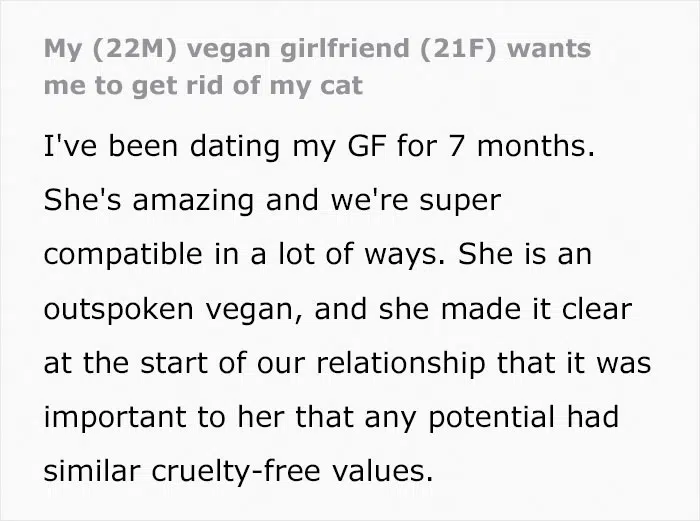 My (22M) vegan girlfriend (21F) wants
me to get rid of my cat
I've been dating my GF for 7 months.
She's amazing and we're super
compatible in a lot of ways. She is an
outspoken vegan, and she made it clear
at the start of our relationship that it was
important to her that any potential had
similar cruelty-free values.